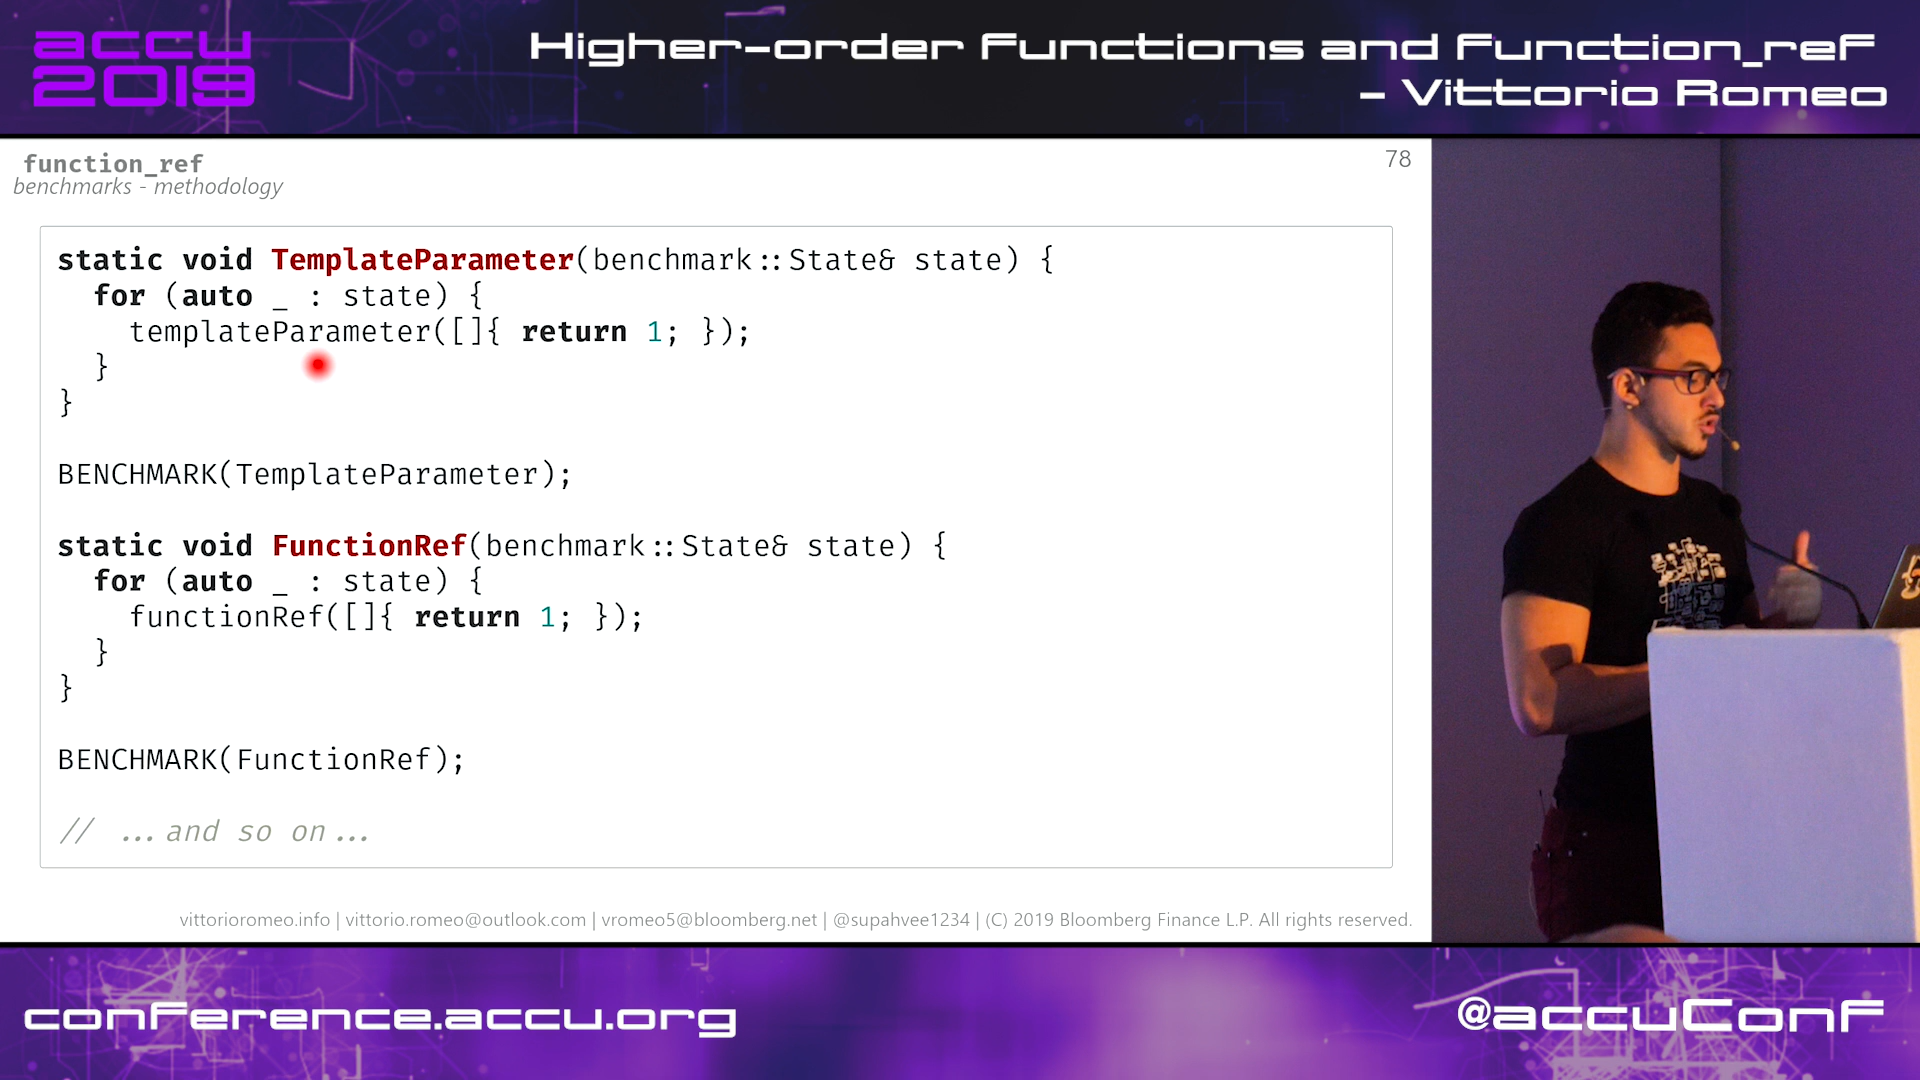 accu
2019
Higher-order Functions and Function_ref
- Vittorio Romeo
function_ref
benchmarks - methodology
78
static void TemplateParameter(benchmark::State& state) {
  for (auto _ : state) {
    templateParameter([]{ return 1; });
  }
}
BENCHMARK(TemplateParameter);
static void FunctionRef(benchmark::State& state) {
  for (auto _ : state) {
    functionRef([]{ return 1; });
  }
}
BENCHMARK(FunctionRef);
// ...and so on...
vittorioromeo.info | vittorio.romeo@outlook.com | vromeo5@bloomberg.net | @supahvee1234 | (C) 2019 Bloomberg Finance L.P. All rights reserved.
conference.accu.org
@accuConf